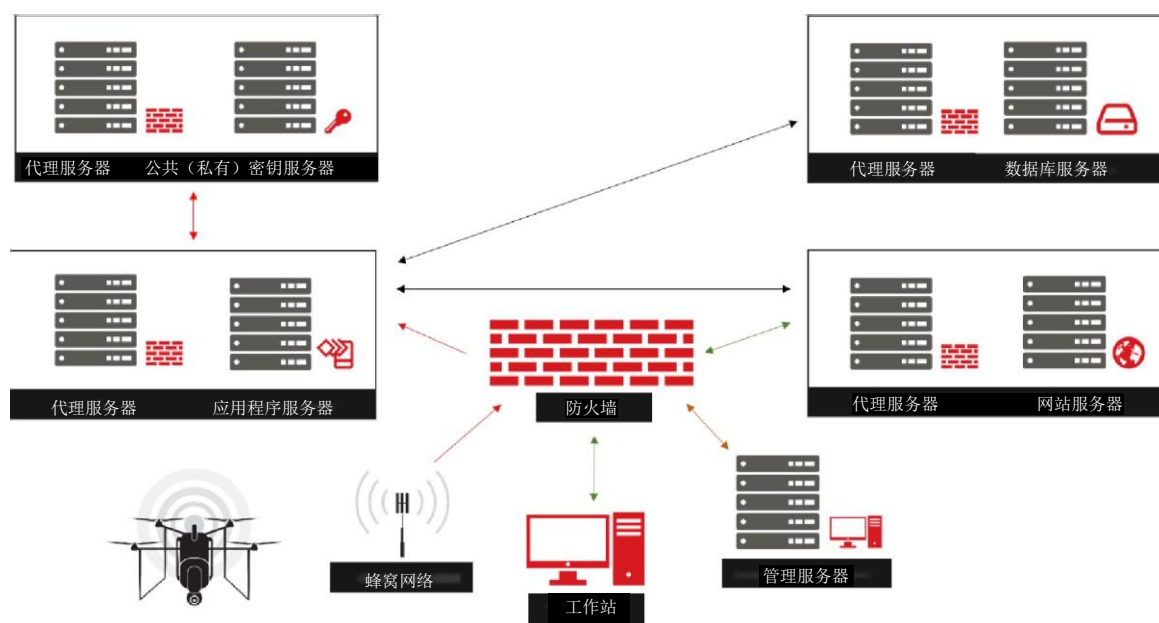 代理服务器 公共（私有）密钥服务器
代理服务器 数据库服务器
代理服务器 应用程序服务器
代理服务器 网站服务器
防火墙
蜂窝网络
工作站
管理服务器